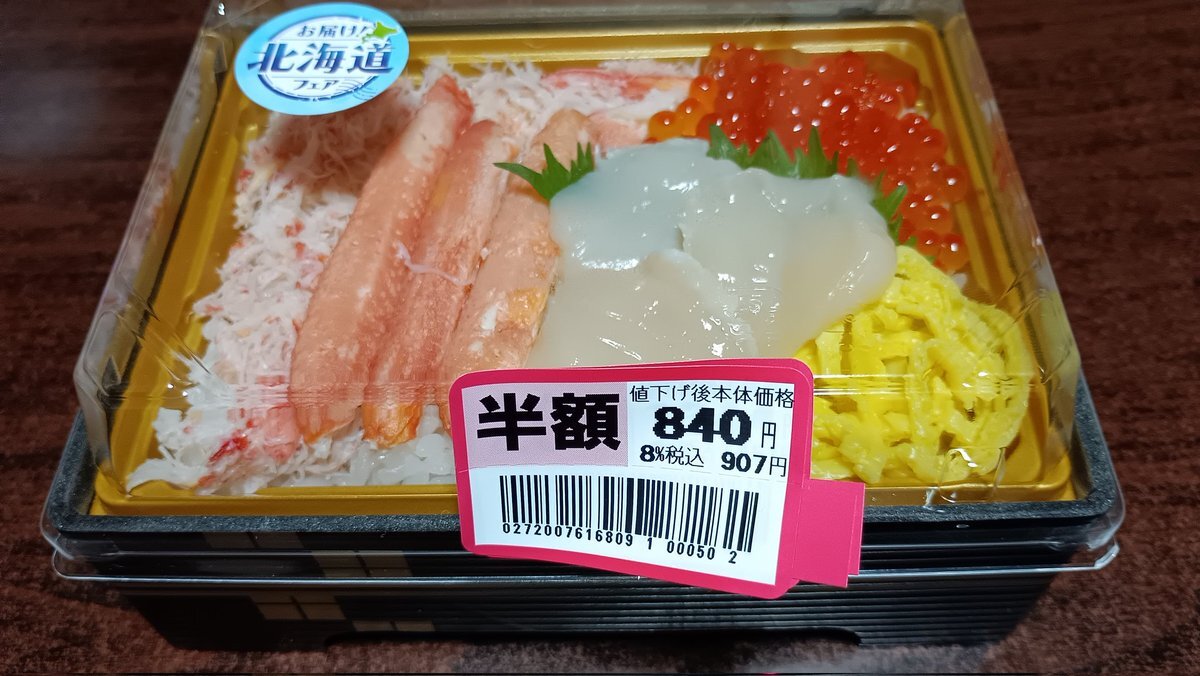 お届け!
北海道
フェア
半額
値下げ後本体価格
840円
8%税込 907円
0272007616809 1 00050 2